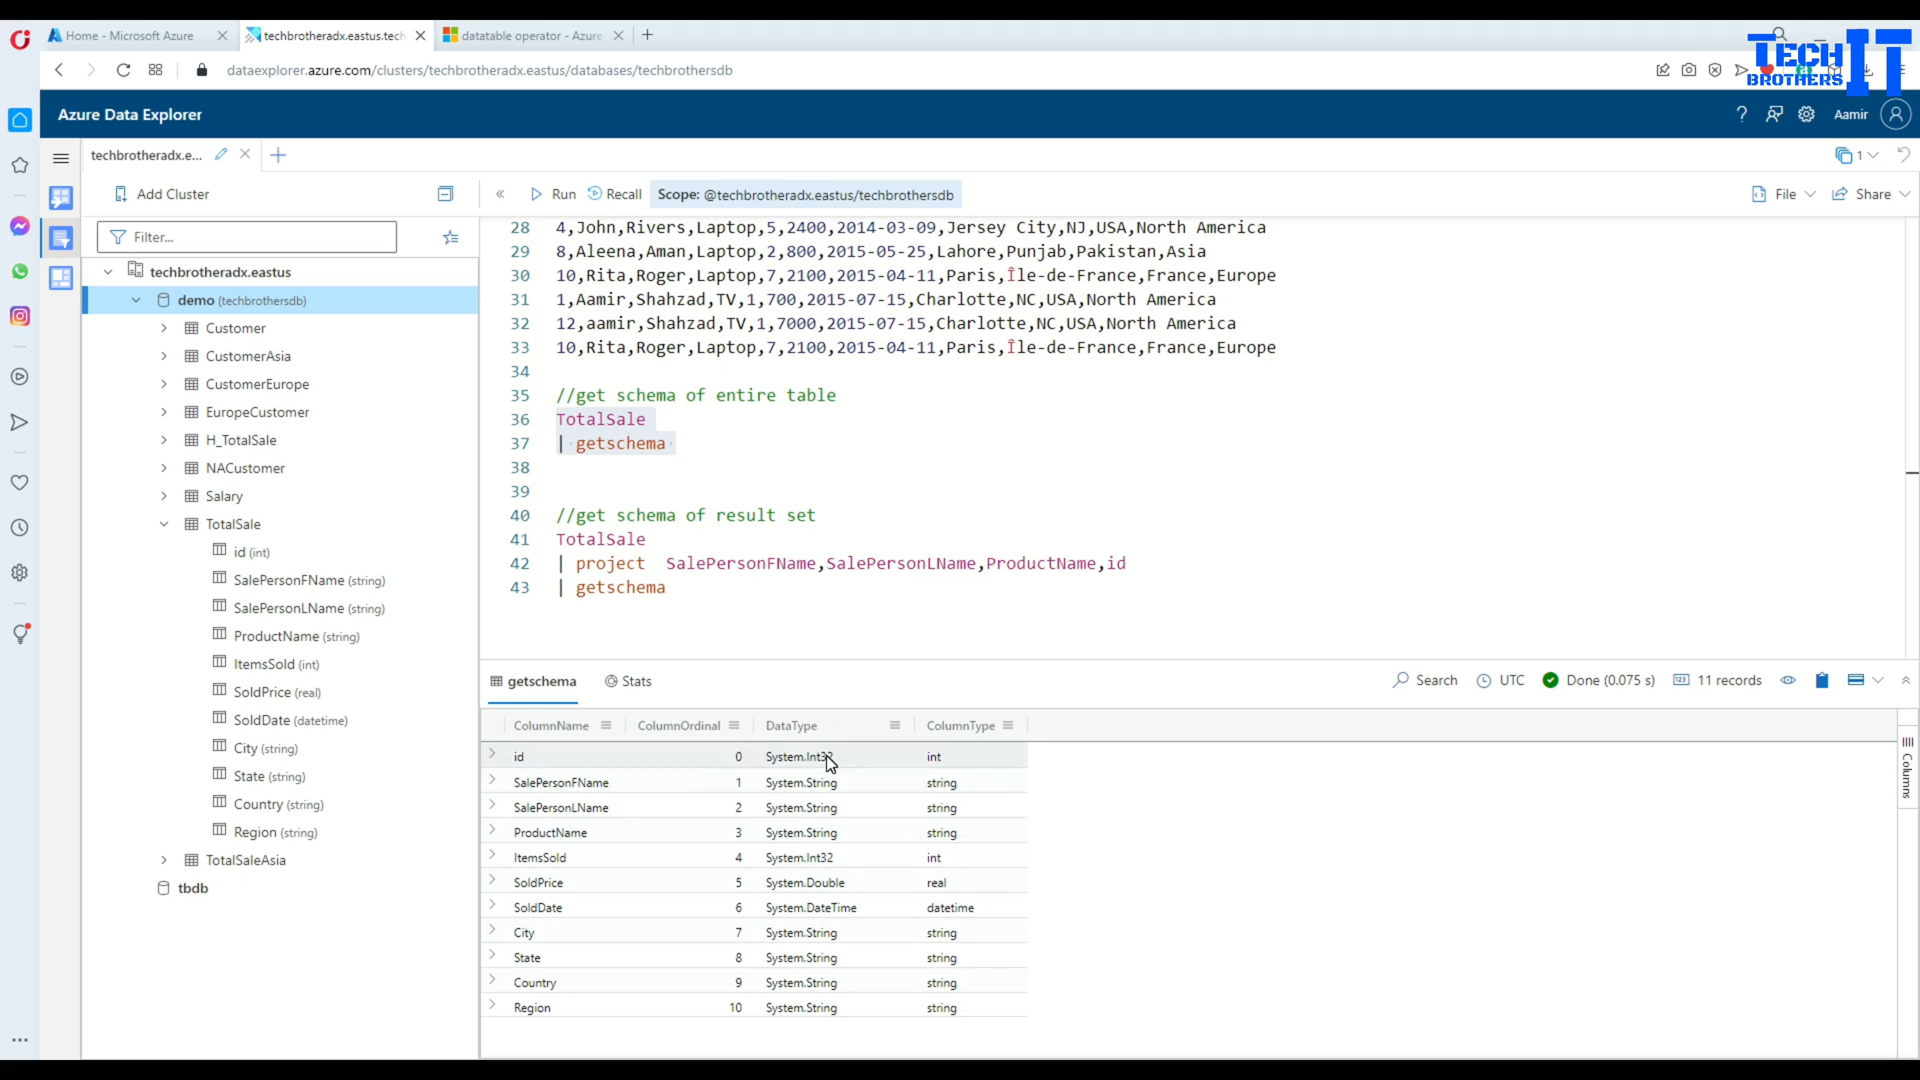 Home - Microsoft Azure
techbrotheradx.eastus.tech
datatable operator - Azure
TECH IT
BROTHERS
dataexplorer.azure.com/clusters/techbrotheradx.eastus/databases/techbrothersdb
Azure Data Explorer
? Aamir
techbrotheradx.e...
1
Add Cluster
Run
Recall
Scope: @techbrotheradx.eastus/techbrothersdb
File
Share
Filter...
techbrotheradx.eastus
demo (techbrothersdb)
Customer
CustomerAsia
CustomerEurope
EuropeCustomer
H_TotalSale
NACustomer
Salary
TotalSale
id (int)
SalePersonFName (string)
SalePersonLName (string)
ProductName (string)
ItemsSold (int)
SoldPrice (real)
SoldDate (datetime)
City (string)
State (string)
Country (string)
Region (string)
TotalSaleAsia
tbdb
28 4,John,Rivers,Laptop,5,2400,2014-03-09,Jersey City,NJ,USA,North America
29 8,Aleena,Aman,Laptop,2,800,2015-05-25,Lahore,Punjab,Pakistan,Asia
30 10,Rita,Roger,Laptop,7,2100,2015-04-11,Paris,Île-de-France,France,Europe
31 1,Aamir,Shahzad,TV,1,700,2015-07-15,Charlotte,NC,USA,North America
32 12,aamir,Shahzad,TV,1,7000,2015-07-15,Charlotte,NC,USA,North America
33 10,Rita,Roger,Laptop,7,2100,2015-04-11,Paris,Île-de-France,France,Europe
34
35 //get schema of entire table
36 TotalSale
37 | getschema
38
39
40 //get schema of result set
41 TotalSale
42 | project SalePersonFName,SalePersonLName,ProductName,id
43 | getschema
getschema
Stats
Search
UTC
Done (0.075 s)
11 records
ColumnName ColumnOrdinal DataType ColumnType
id 0 System.Int32 int
SalePersonFName 1 System.String string
SalePersonLName 2 System.String string
ProductName 3 System.String string
ItemsSold 4 System.Int32 int
SoldPrice 5 System.Double real
SoldDate 6 System.DateTime datetime
City 7 System.String string
State 8 System.String string
Country 9 System.String string
Region 10 System.String string
Columns